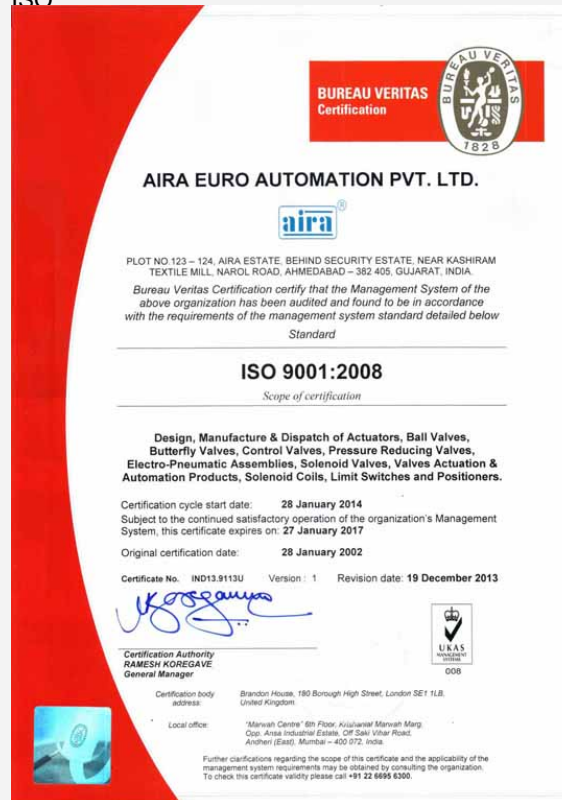 ISO
BUREAU VERITAS
Certification
BUREAU VERITAS
1828
AIRA EURO AUTOMATION PVT. LTD.
aira®
PLOT NO.123 – 124, AIRA ESTATE, BEHIND SECURITY ESTATE, NEAR KASHIRAM
TEXTILE MILL, NAROL ROAD, AHMEDABAD – 382 405, GUJARAT, INDIA.
Bureau Veritas Certification certify that the Management System of the
above organization has been audited and found to be in accordance
with the requirements of the management system standard detailed below
Standard
ISO 9001:2008
Scope of certification
Design, Manufacture & Dispatch of Actuators, Ball Valves,
Butterfly Valves, Control Valves, Pressure Reducing Valves,
Electro-Pneumatic Assemblies, Solenoid Valves, Valves Actuation &
Automation Products, Solenoid Coils, Limit Switches and Positioners.
Certification cycle start date: 28 January 2014
Subject to the continued satisfactory operation of the organization's Management
System, this certificate expires on: 27 January 2017
Original certification date: 28 January 2002
Certificate No. IND13.9113U Version : 1 Revision date: 19 December 2013
Certification Authority
RAMESH KOREGAVE
General Manager
UKAS
MANAGEMENT
SYSTEMS
008
Certification body address: Brandon House, 180 Borough High Street, London SE1 1LB, United Kingdom
Local office: "Marwah Centre" 6th Floor, Krishanlal Marwah Marg,
Opp. Ansa Industrial Estate, Off Saki Vihar Road,
Andheri (East), Mumbai – 400 072, India.
Further clarifications regarding the scope of this certificate and the applicability of the
management system requirements may be obtained by consulting the organization.
To check this certificate validity please call +91 22 6695 6300.